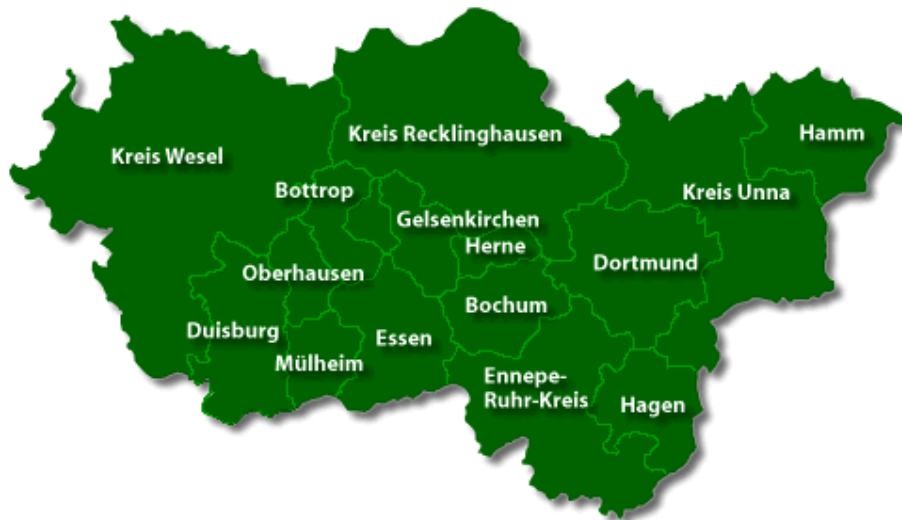 Kreis Recklinghausen
Hamm
Kreis Wesel
Bottrop
Kreis Unna
Gelsenkirchen
Herne
Oberhausen
Dortmund
Bochum
Duisburg
Essen
Mülheim
Ennepe-
Ruhr-Kreis
Hagen